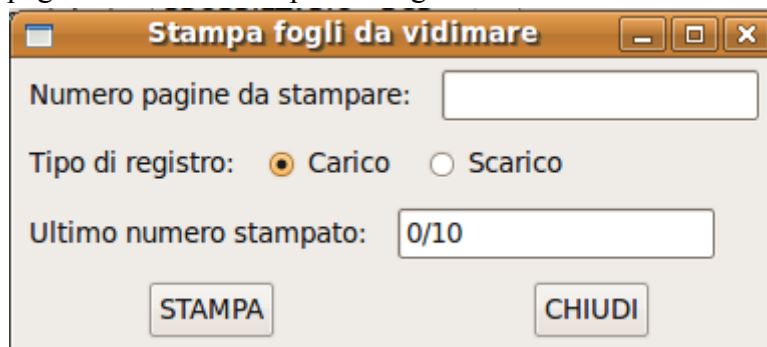 Stampa fogli da vidimare
Numero pagine da stampare:
Tipo di registro: Carico Scarico
Ultimo numero stampato: 0/10
STAMPA CHIUDI